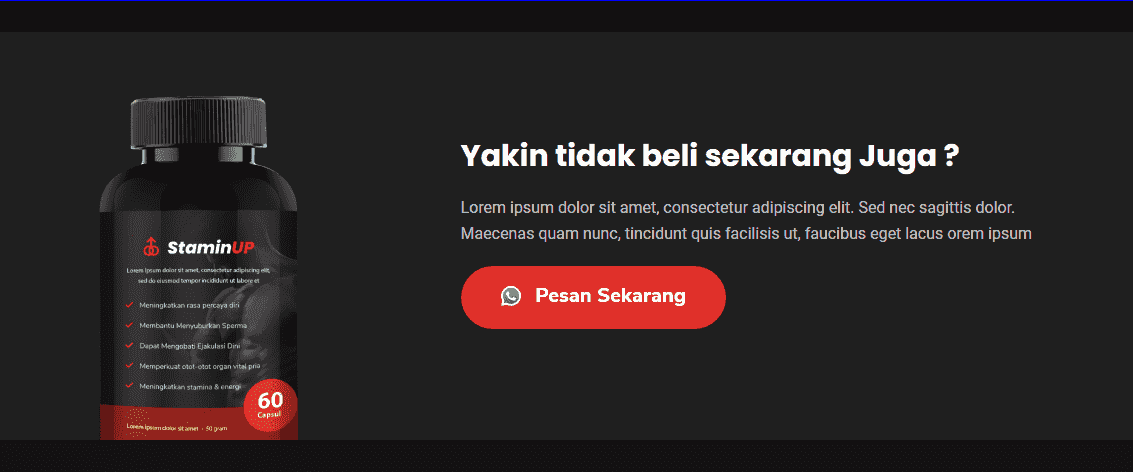 Yakin tidak beli sekarang Juga ?
Lorem ipsum dolor sit amet, consectetur adipiscing elit. Sed nec sagittis dolor.
Maecenas quam nunc, tincidunt quis facilisis ut, faucibus eget lacus orem ipsum
Pesan Sekarang
StaminUP
Lorem ipsum dolor sit amet, consectetur adipiscing elit,
sed do eiusmod tempor incididunt ut labore et
Meningkatkan rasa percaya diri
Membantu Menyuburkan Sperma
Dapat Mengobati Ejakulasi Dini
Memperkuat otot-otot organ vital pria
Meningkatkan stamina & energi
60
Capsul
Lorem ipsum dolor sit amet - 50 gram